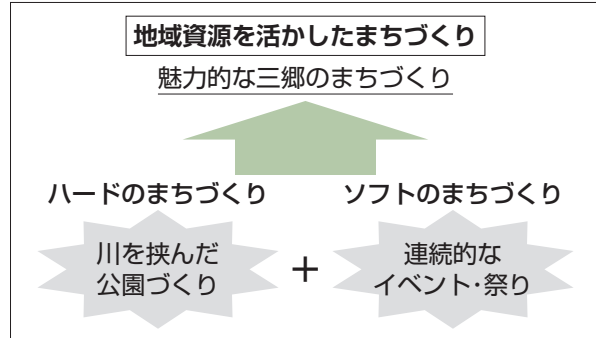 地域資源を活かしたまちづくり
魅力的な三郷のまちづくり
ハードのまちづくり
ソフトのまちづくり
川を挟んだ
公園づくり
+
連続的な
イベント･祭り